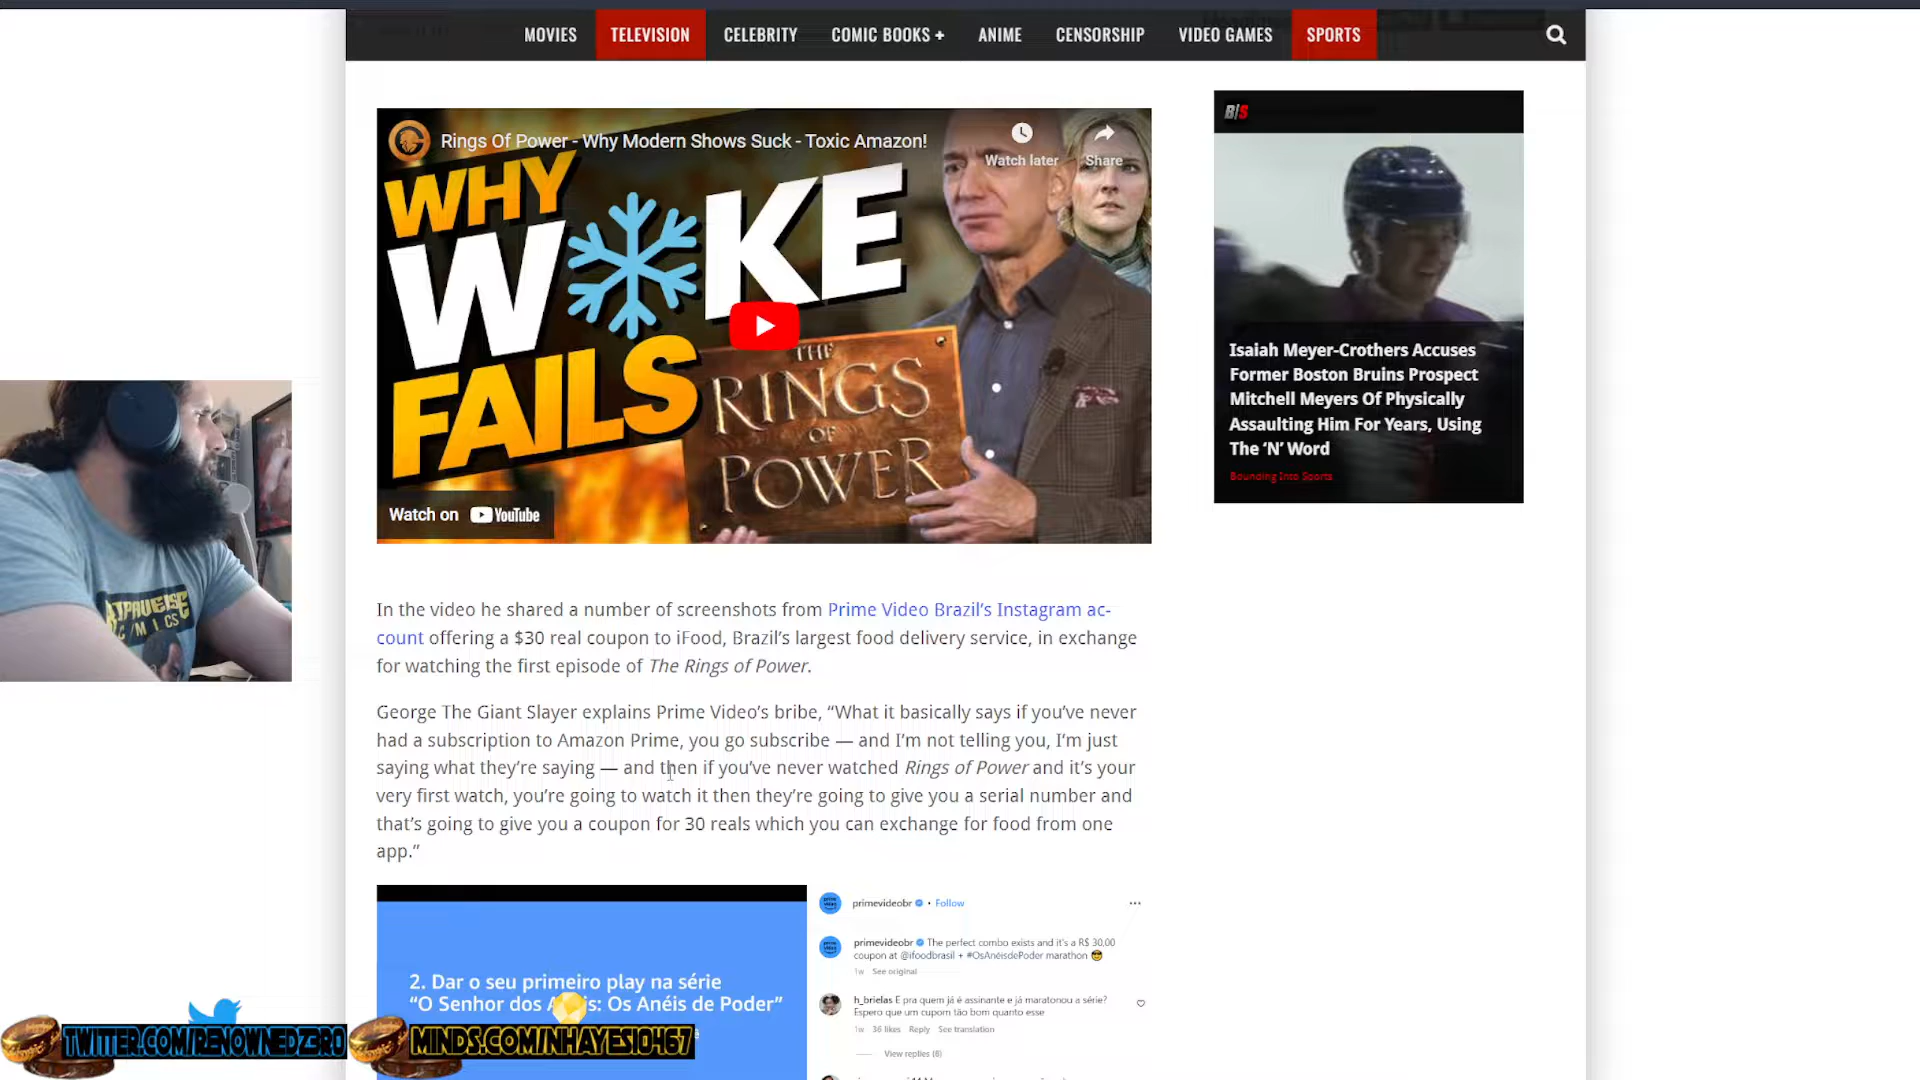 MOVIES TELEVISION CELEBRITY COMIC BOOKS + ANIME CENSORSHIP VIDEO GAMES SPORTS
Rings Of Power - Why Modern Shows Suck - Toxic Amazon!
Watch later Share
WHY
W KE
FAILS
THE
RINGS
OF
POWER
Watch on YouTube
B|S
Isaiah Meyer-Crothers Accuses
Former Boston Bruins Prospect
Mitchell Meyers Of Physically
Assaulting Him For Years, Using
The ‘N’ Word
Bounding Into Sports
In the video he shared a number of screenshots from Prime Video Brazil’s Instagram ac-
count offering a $30 real coupon to iFood, Brazil’s largest food delivery service, in exchange
for watching the first episode of The Rings of Power.
George The Giant Slayer explains Prime Video’s bribe, “What it basically says if you’ve never
had a subscription to Amazon Prime, you go subscribe — and I’m not telling you, I’m just
saying what they’re saying — and then if you’ve never watched Rings of Power and it’s your
very first watch, you’re going to watch it then they’re going to give you a serial number and
that’s going to give you a coupon for 30 reals which you can exchange for food from one
app.”
2. Dar o seu primeiro play na série
“O Senhor dos Anéis: Os Anéis de Poder”
primevideobr • Follow
primevideobr The perfect combo exists and it's a R$ 30,00
coupon at @ifoodbrasil + #OsAnéisdePoder marathon
1w See original
h_brielas E pra quem já é assinante e já maratonou a série?
Espero que um cupom tão bom quanto esse
1w 36 likes Reply See translation
View replies (8)
TWITTER.COM/RENOWNEDZ3R0
MINDS.COM/NHAYES10467